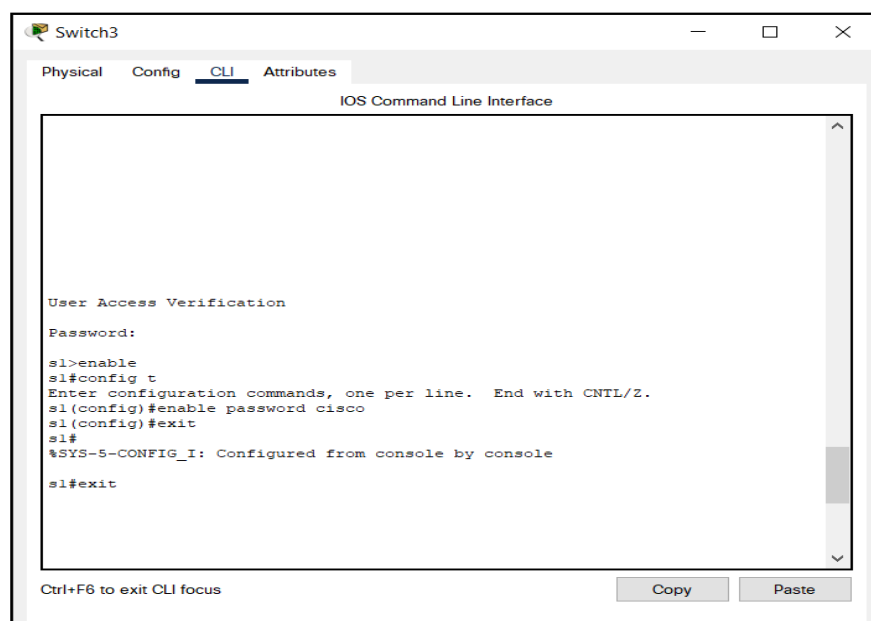 Switch3
Physical Config CLI Attributes
IOS Command Line Interface
User Access Verification
Password:
s1>enable
s1#config t
Enter configuration commands, one per line.  End with CNTL/Z.
s1(config)#enable password cisco
s1(config)#exit
s1#
%SYS-5-CONFIG_I: Configured from console by console
s1#exit
Ctrl+F6 to exit CLI focus
Copy Paste